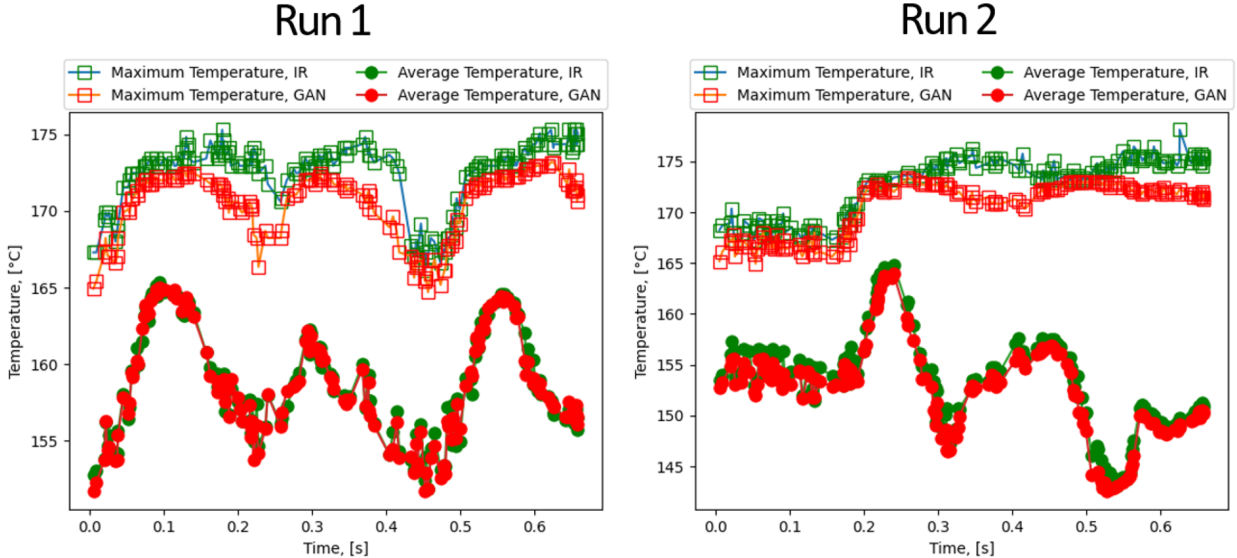 Run 1
Run 2
Maximum Temperature, IR
Average Temperature, IR
Maximum Temperature, GAN
Average Temperature, GAN
Maximum Temperature, IR
Average Temperature, IR
Maximum Temperature, GAN
Average Temperature, GAN
Temperature, [°C]
175
170
165
160
155
0.0 0.1 0.2 0.3 0.4 0.5 0.6
Time, [s]
Temperature, [°C]
175
170
165
160
155
150
145
0.0 0.1 0.2 0.3 0.4 0.5 0.6
Time, [s]